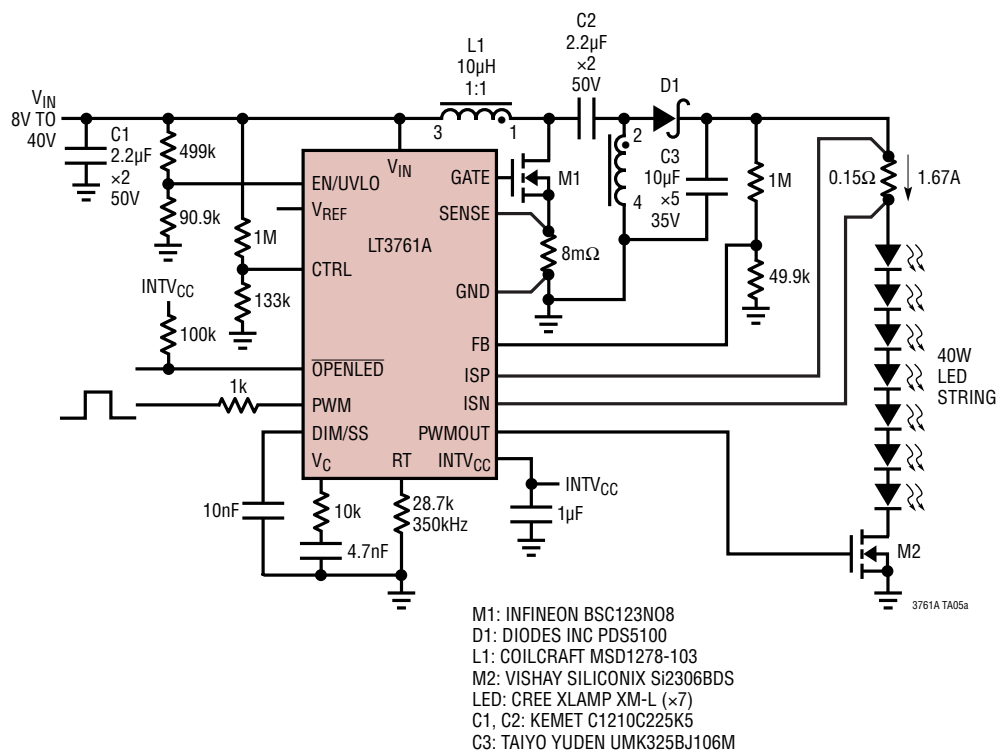 C2
2.2µF
×2
50V
L1
10µH
1:1
D1
V_IN
8V TO
40V
C1
2.2µF
×2
50V
499k
90.9k
3
1
2
4
C3
10µF
×5
35V
1M
0.15Ω
1.67A
V_IN
EN/UVLO
GATE
M1
V_REF
SENSE
LT3761A
1M
CTRL
8mΩ
49.9k
INTV_CC
133k
GND
100k
FB
OPENLED
ISP
40W
LED
STRING
1k
PWM
ISN
DIM/SS
PWMOUT
V_C
RT
INTV_CC
INTV_CC
10nF
10k
28.7k
350kHz
1µF
4.7nF
M2
3761A TA05a
M1: INFINEON BSC123NO8
D1: DIODES INC PDS5100
L1: COILCRAFT MSD1278-103
M2: VISHAY SILICONIX Si2306BDS
LED: CREE XLAMP XM-L (×7)
C1, C2: KEMET C1210C225K5
C3: TAIYO YUDEN UMK325BJ106M